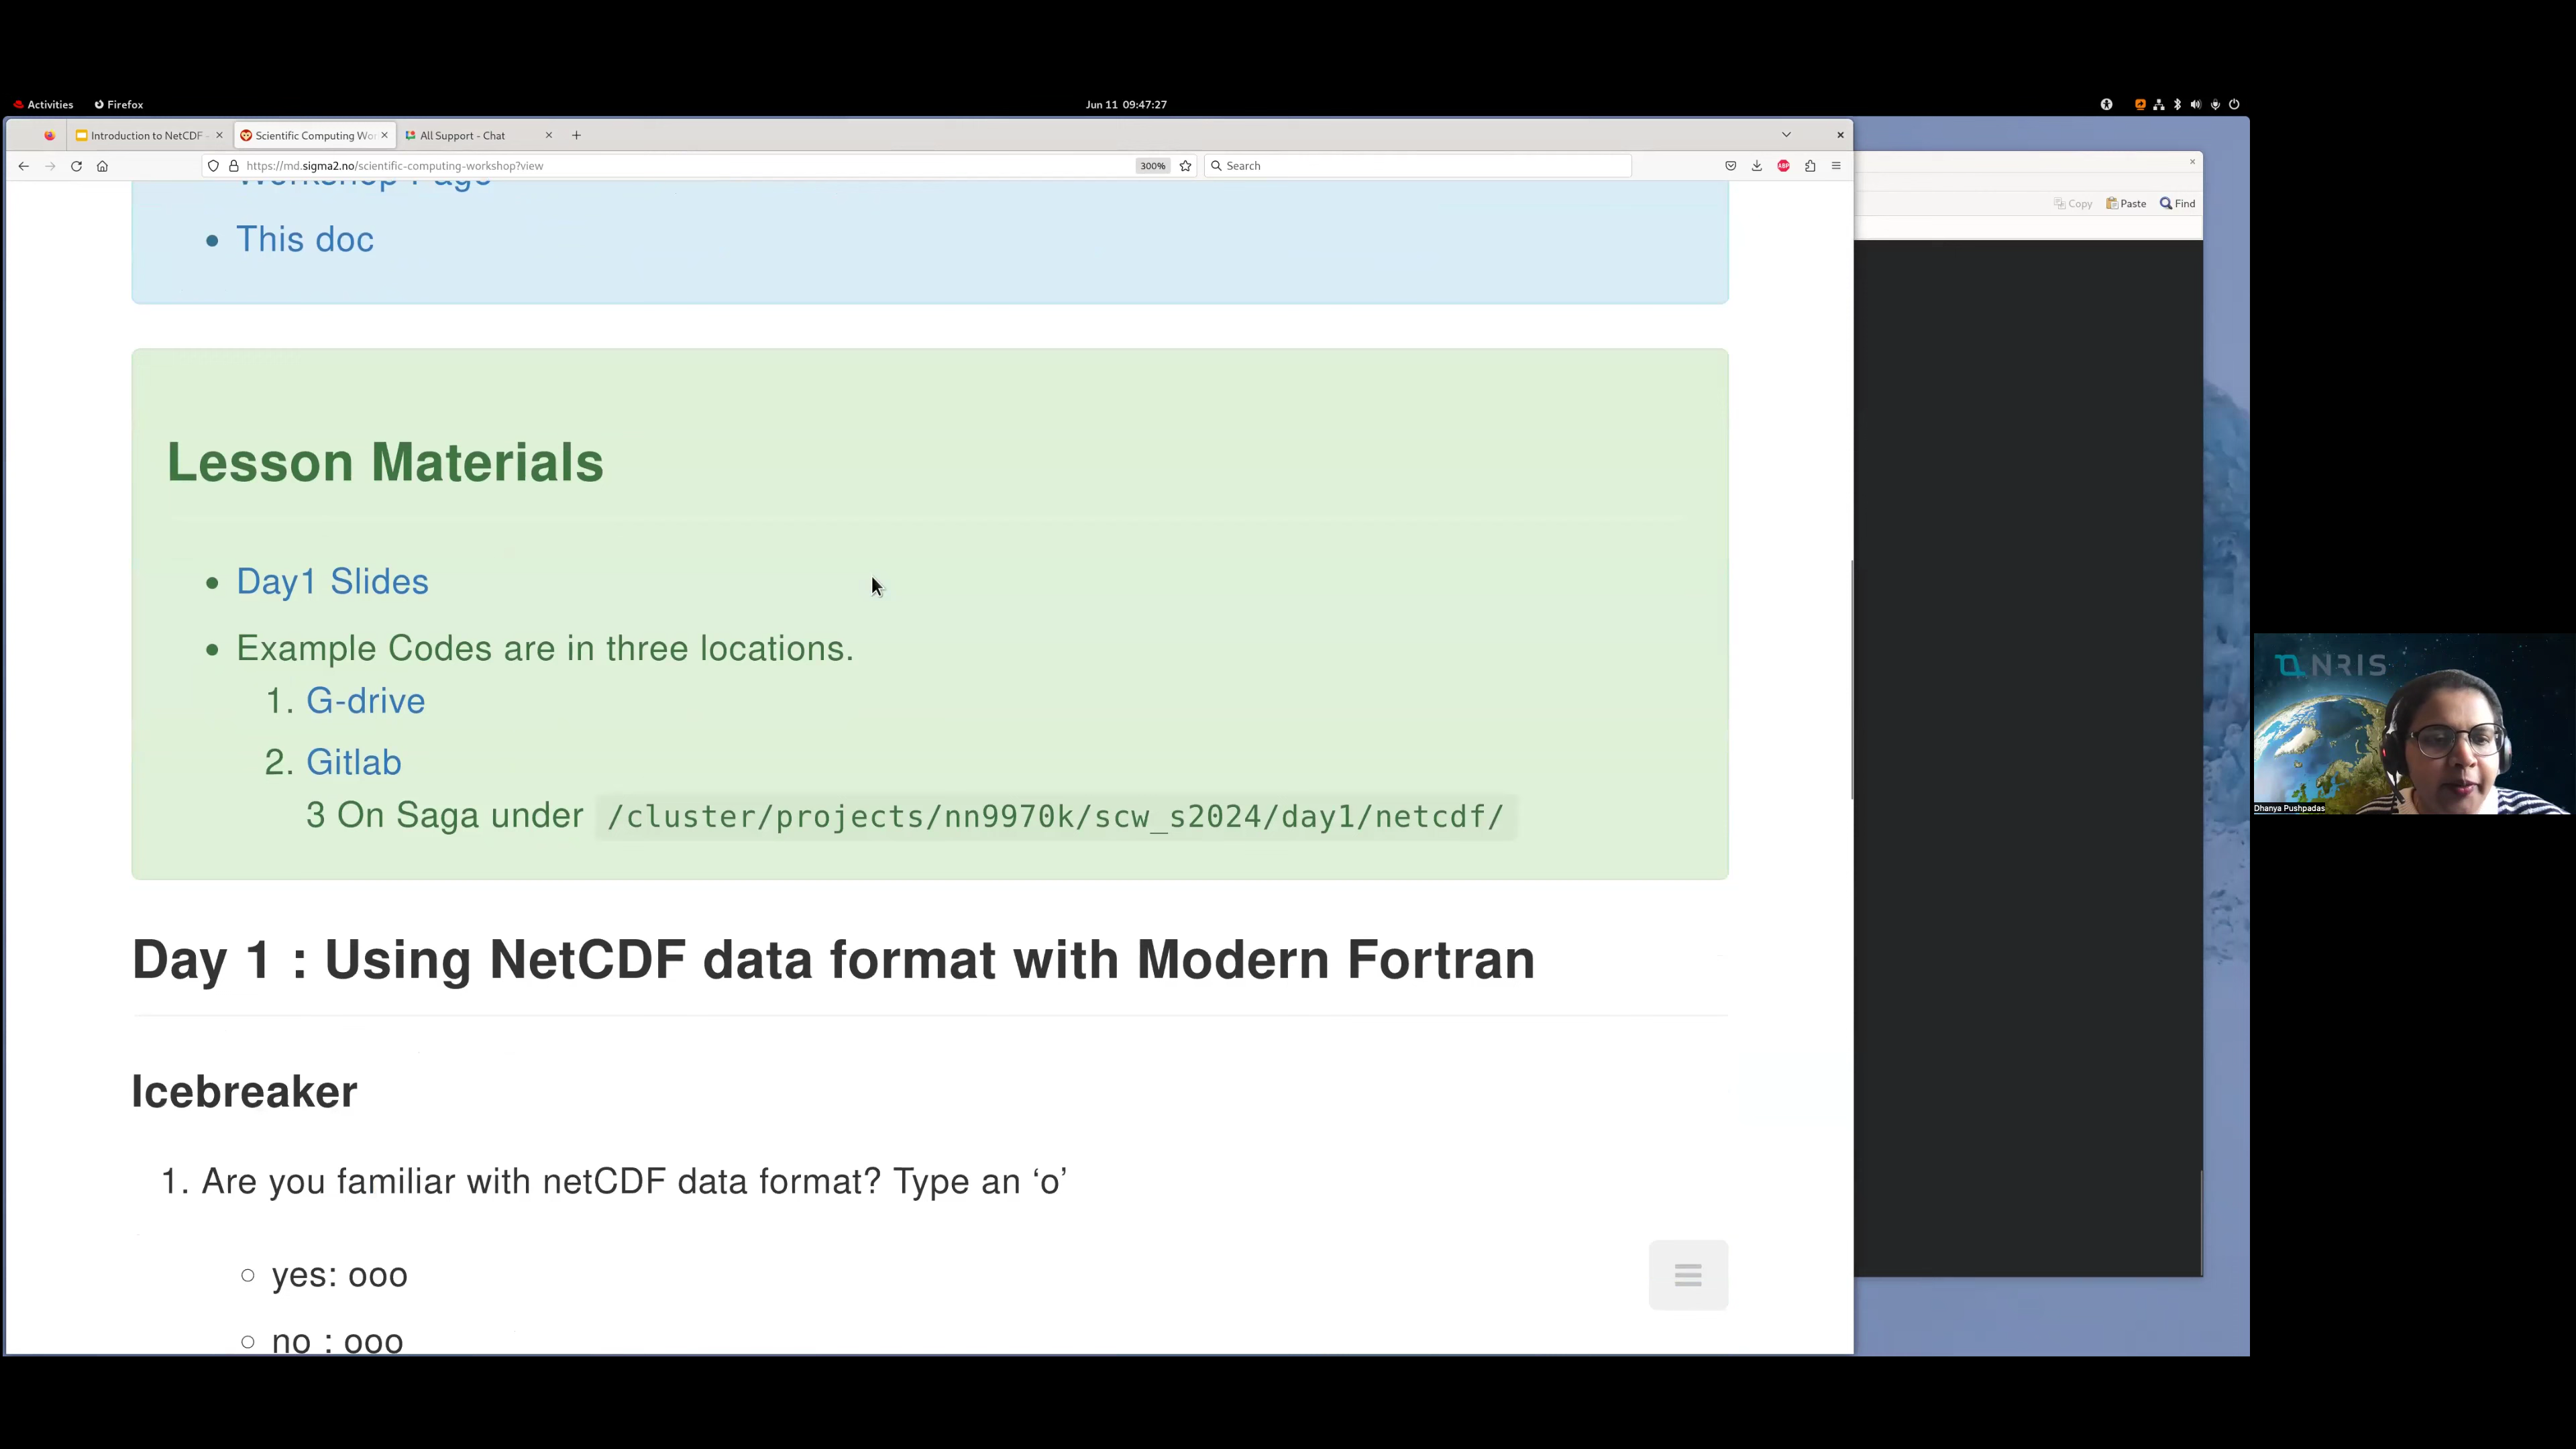 Activities Firefox Jun 11 09:47:27
Introduction to NetCDF - Scientific Computing Wor All Support - Chat
https://md.sigma2.no/scientific-computing-workshop?view 300% Search
ABP
Copy Paste Find
Workshop Page
This doc
Lesson Materials
Day1 Slides
Example Codes are in three locations.
1. G-drive
2. Gitlab
3 On Saga under /cluster/projects/nn9970k/scw_s2024/day1/netcdf/
NRIS
Dhanya Pushpadas
Day 1 : Using NetCDF data format with Modern Fortran
Icebreaker
1. Are you familiar with netCDF data format? Type an ‘o’
yes: ooo
no : ooo